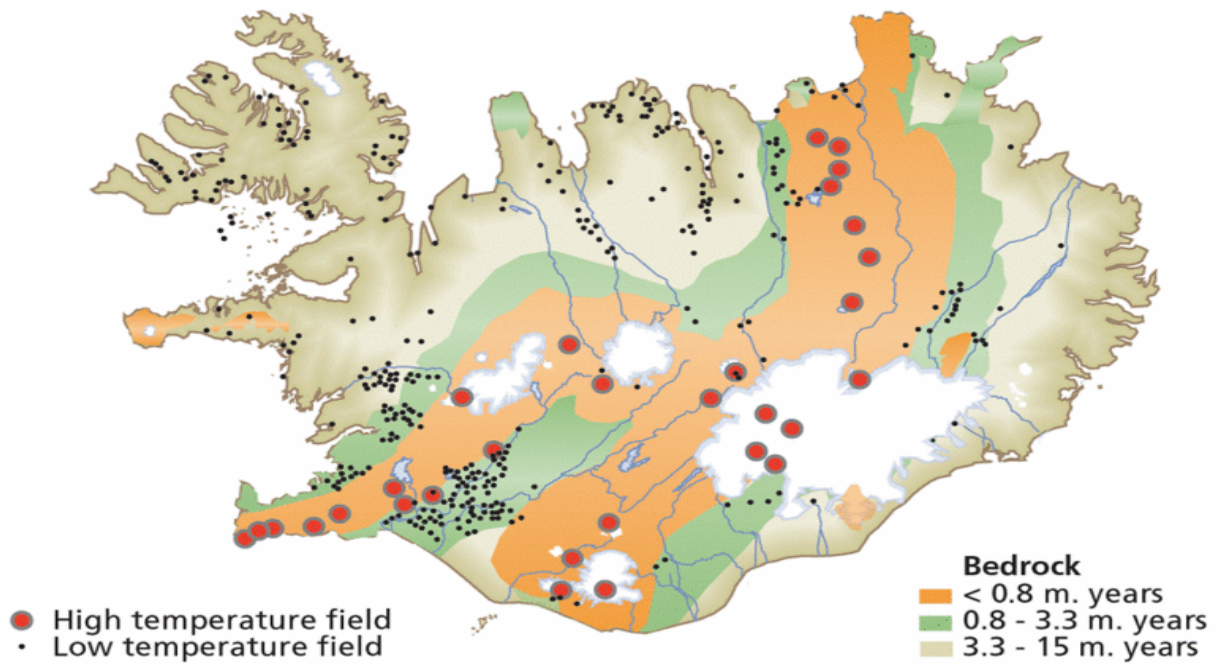 High temperature field
Low temperature field
Bedrock
< 0.8 m. years
0.8 - 3.3 m. years
3.3 - 15 m. years